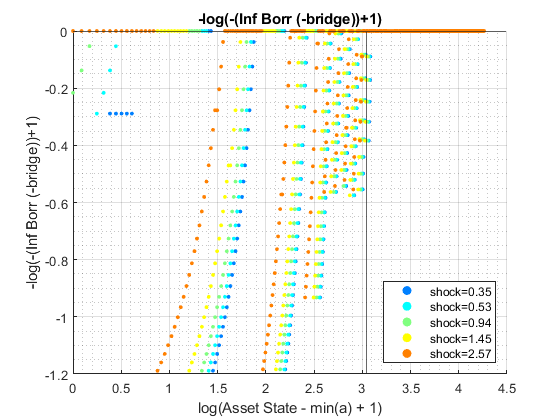 -log(-(Inf Borr (-bridge))+1)
0
-0.2
-0.4
-0.6
-0.8
-1
-1.2
-log(-(Inf Borr (-bridge))+1)
0
0.5
1
1.5
2
2.5
3
3.5
4
4.5
log(Asset State - min(a) + 1)
shock=0.35
shock=0.53
shock=0.94
shock=1.45
shock=2.57